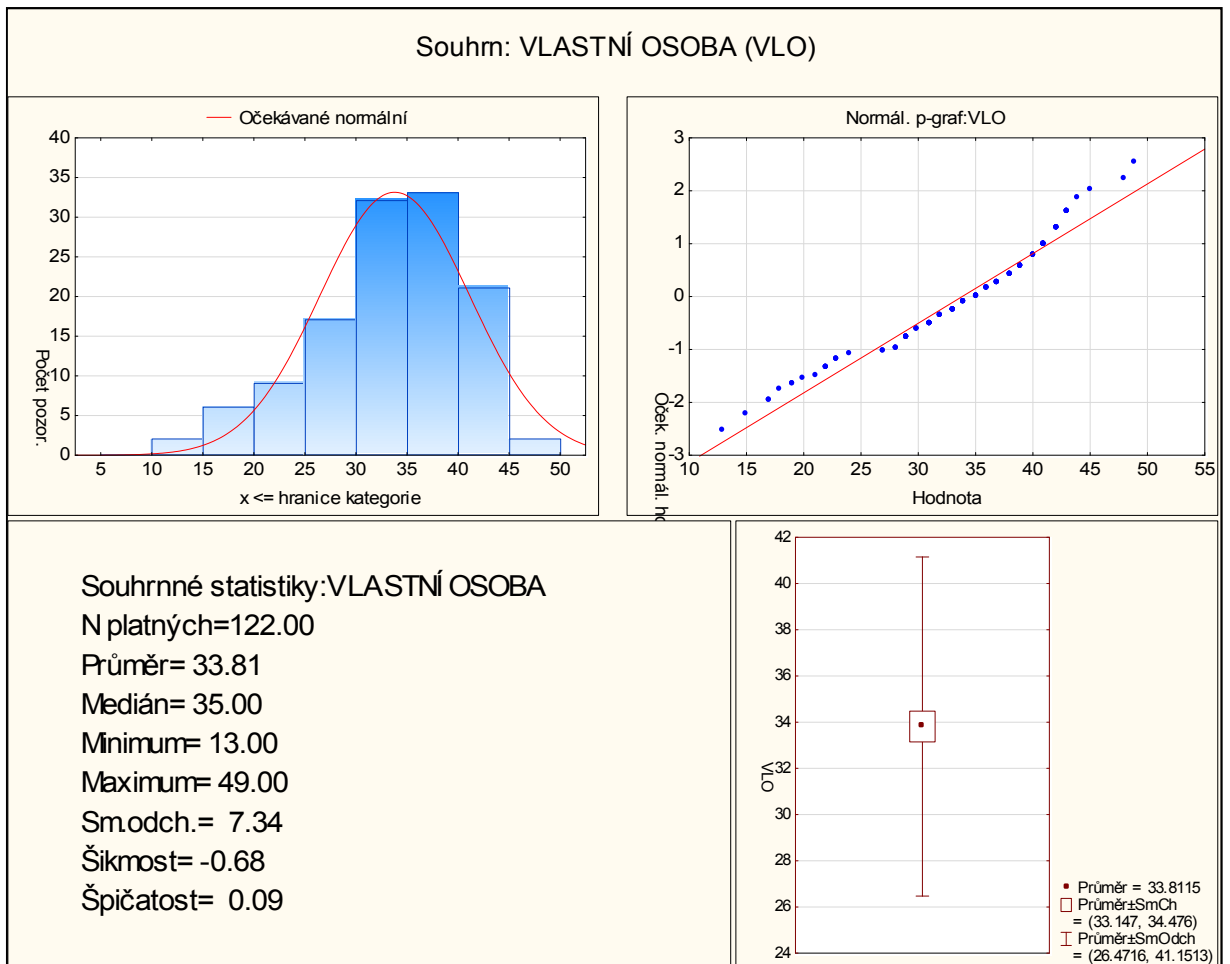 Souhrn: VLASTNÍ OSOBA (VLO)
Očekávané normální
40
35
30
25
20
15
10
5
0
Počet pozor.
5 10 15 20 25 30 35 40 45 50
x <= hranice kategorie
Normál. p-graf:VLO
3
2
1
0
-1
-2
-3
Oček. normál. ho
10 15 20 25 30 35 40 45 50 55
Hodnota
Souhrnné statistiky:VLASTNÍ OSOBA
N platných=122.00
Průměr= 33.81
Medián= 35.00
Minimum= 13.00
Maximum= 49.00
Sm.odch.= 7.34
Šikmost= -0.68
Špičatost= 0.09
42
40
38
36
34
32
30
28
26
24
VLO
Průměr = 33.8115
Průměr±SmCh
= (33.147, 34.476)
Průměr±SmOdch
= (26.4716, 41.1513)